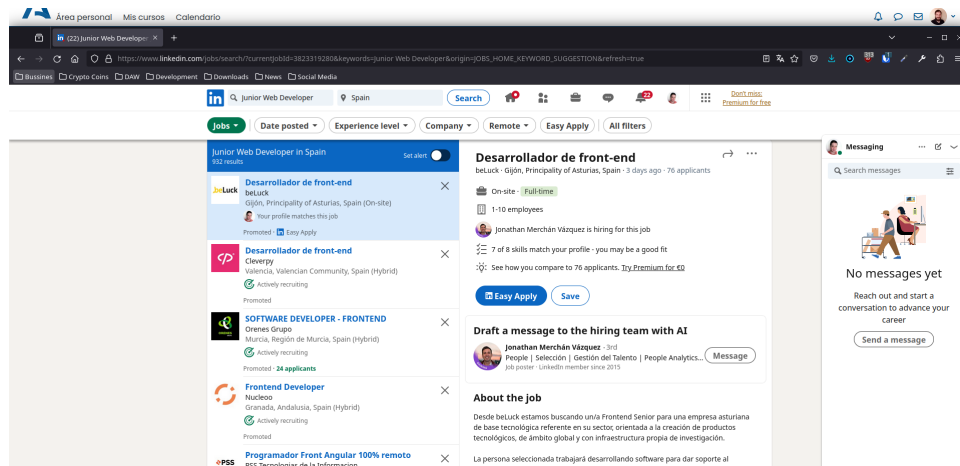 Área personal Mis cursos Calendario
in (22) Junior Web Develope
https://www.linkedin.com/jobs/search/?currentJobId=3823319280&keywords=Junior Web Developer&origin=JOBS_HOME_KEYWORD_SUGGESTION&refresh=true
Bussines Crypto Coins DAW Development Downloads News Social Media
in Junior Web Developer Spain Search 22 Don't miss:
Premium for free
Jobs Date posted Experience level Company Remote Easy Apply All filters
Junior Web Developer in Spain
932 results
Set alert
beLuck
Desarrollador de front-end
beLuck
Gijón, Principality of Asturias, Spain (On-site)
Your profile matches this job
Promoted · in Easy Apply
Desarrollador de front-end
Cleverpy
Valencia, Valencian Community, Spain (Hybrid)
Actively recruiting
Promoted
SOFTWARE DEVELOPER - FRONTEND
Orenes Grupo
Murcia, Región de Murcia, Spain (Hybrid)
Actively recruiting
Promoted · 24 applicants
Frontend Developer
Nucleoo
Granada, Andalusia, Spain (Hybrid)
Actively recruiting
Promoted
PSS
Programador Front Angular 100% remoto
PSS Tecnologias de la Informacion
Desarrollador de front-end
beLuck · Gijón, Principality of Asturias, Spain · 3 days ago · 76 applicants
On-site · Full-time
1-10 employees
Jonathan Merchán Vázquez is hiring for this job
7 of 8 skills match your profile - you may be a good fit
See how you compare to 76 applicants. Try Premium for €0
in Easy Apply Save
Draft a message to the hiring team with AI
Jonathan Merchán Vázquez · 3rd
People | Selección | Gestión del Talento | People Analytics...
Job poster · LinkedIn member since 2015
Message
About the job
Desde beLuck estamos buscando un/a Frontend Senior para una empresa asturiana
de base tecnológica referente en su sector, orientada a la creación de productos
tecnológicos, de ámbito global y con infraestructura propia de investigación.
La persona seleccionada trabajará desarrollando software para dar soporte al
Messaging
Search messages
No messages yet
Reach out and start a
conversation to advance your
career
Send a message